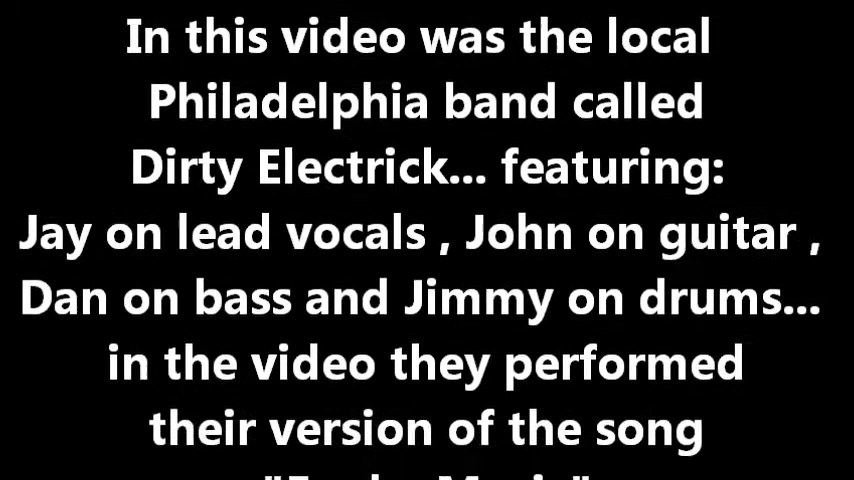 In this video was the local
Philadelphia band called
Dirty Electrick... featuring:
Jay on lead vocals , John on guitar ,
Dan on bass and Jimmy on drums...
in the video they performed
their version of the song